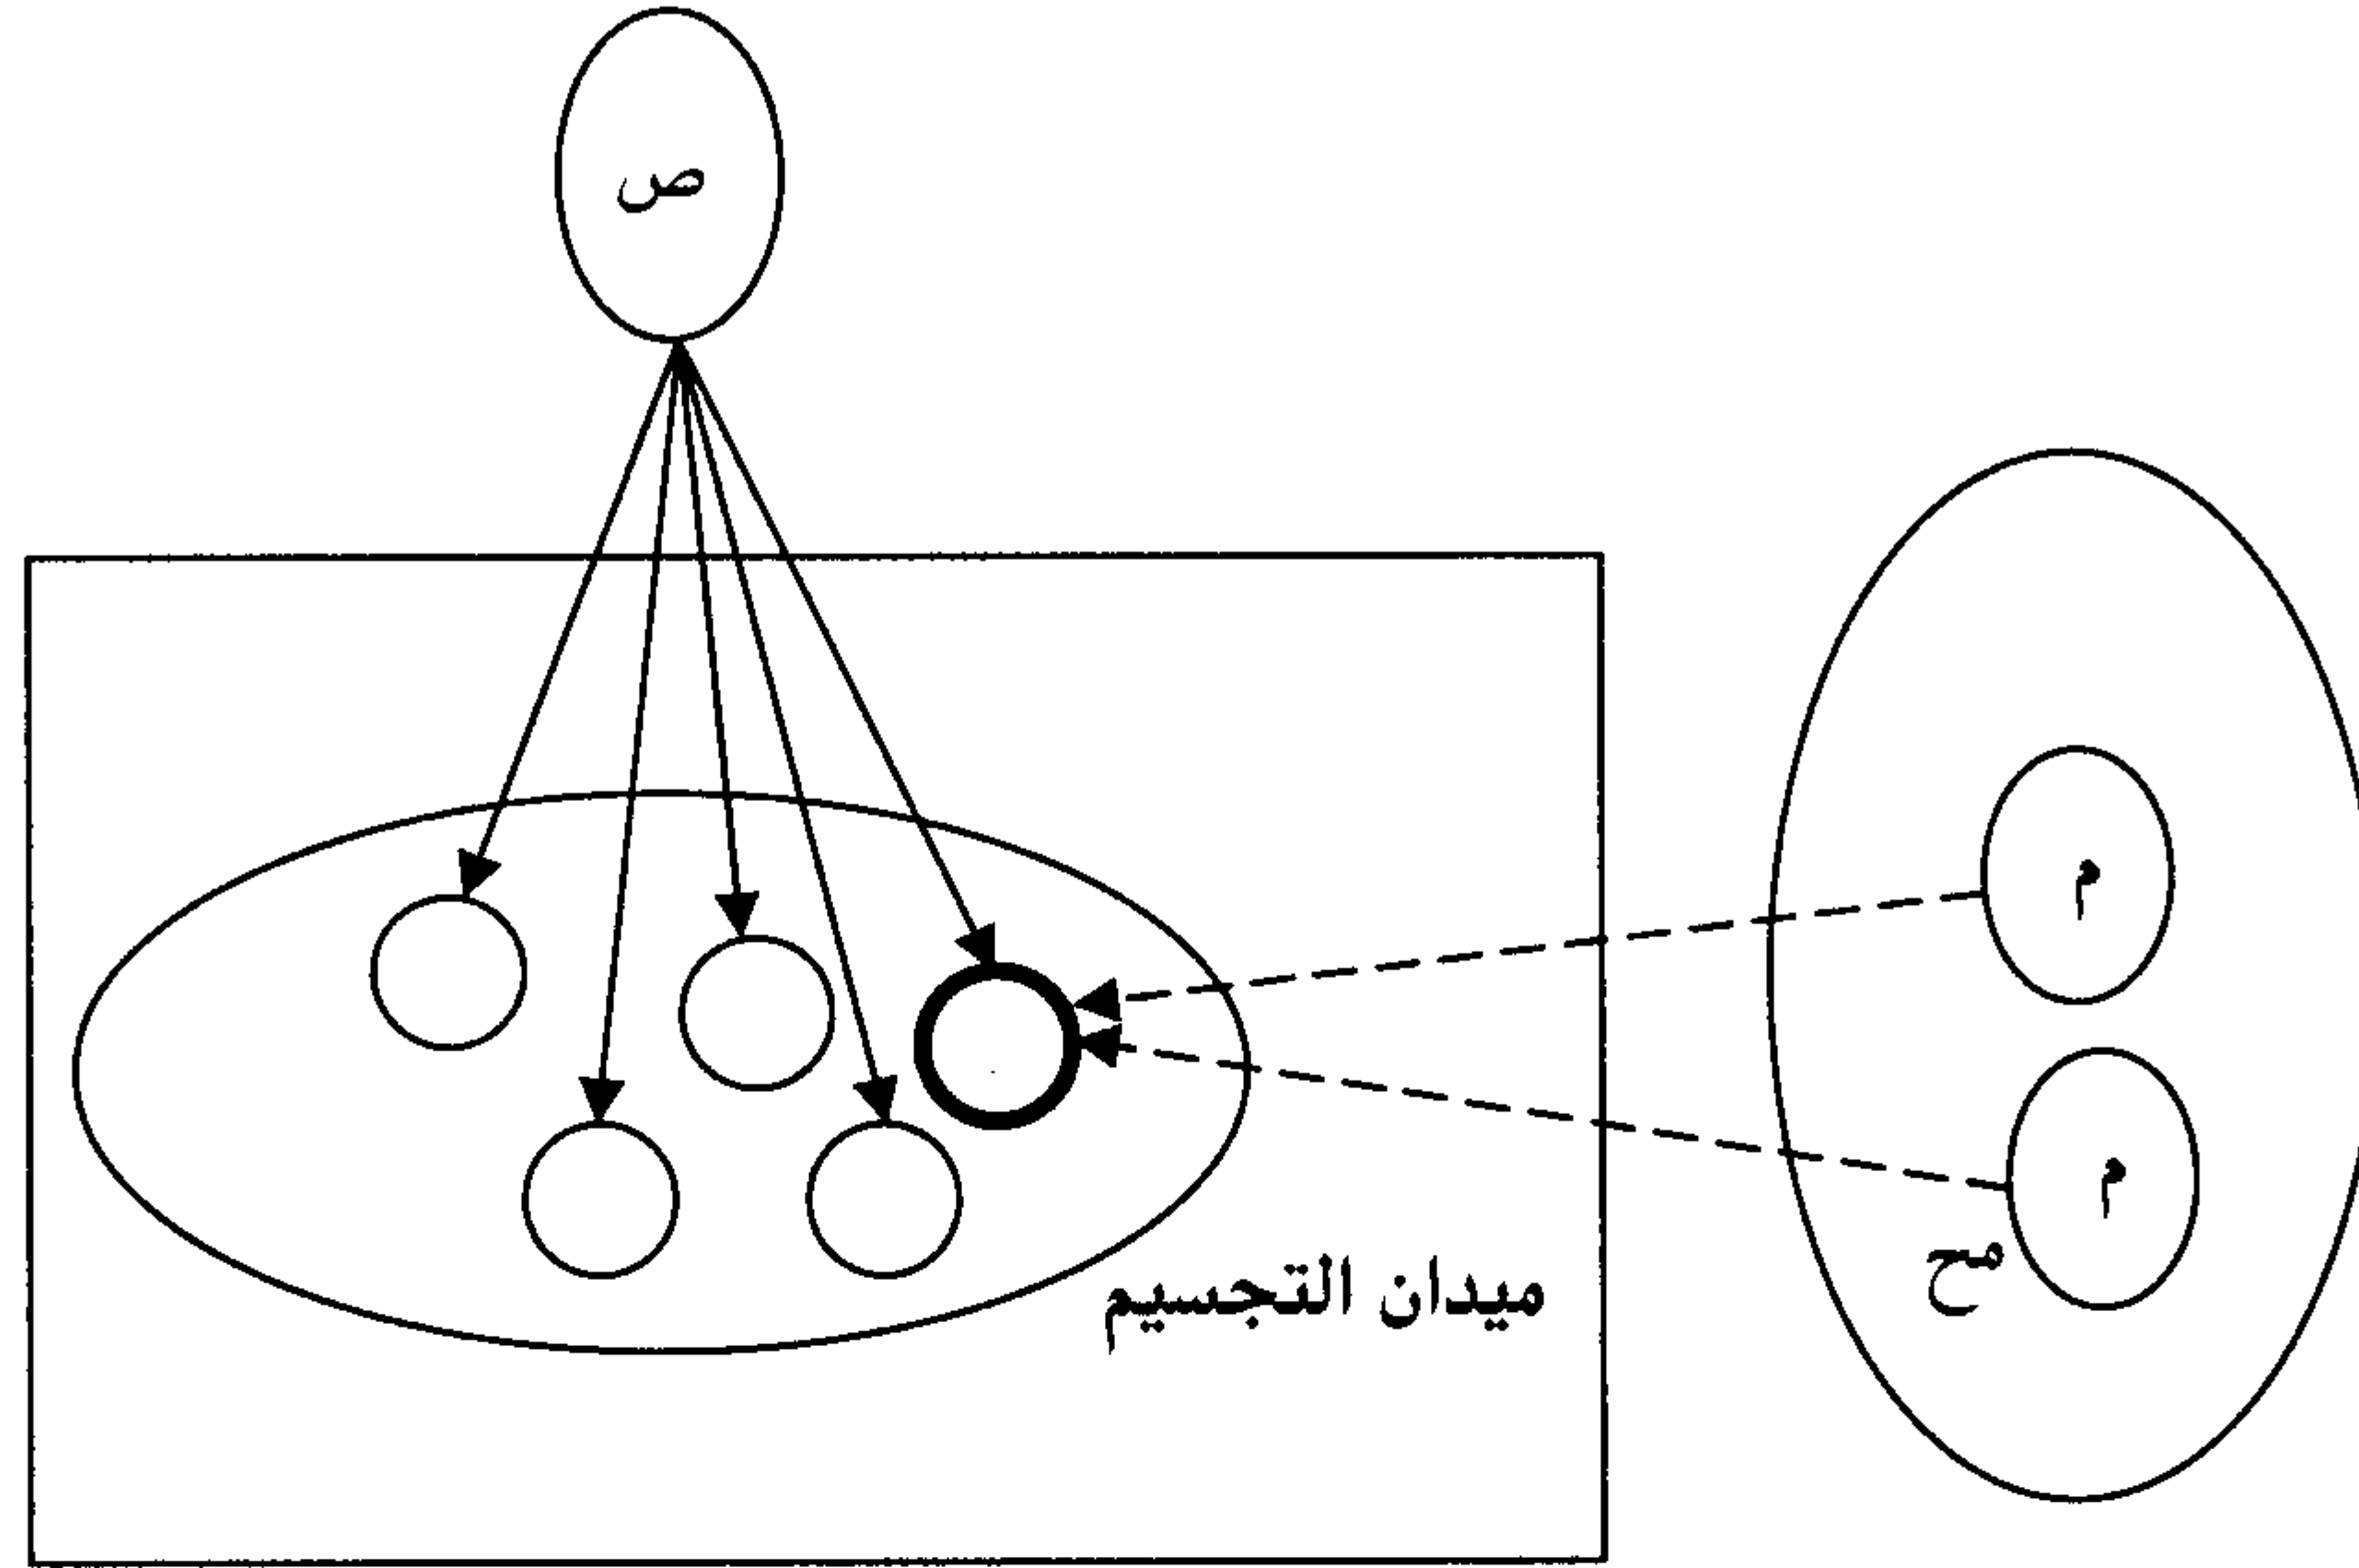 ص
م
م
مح
ميدان التجسيم